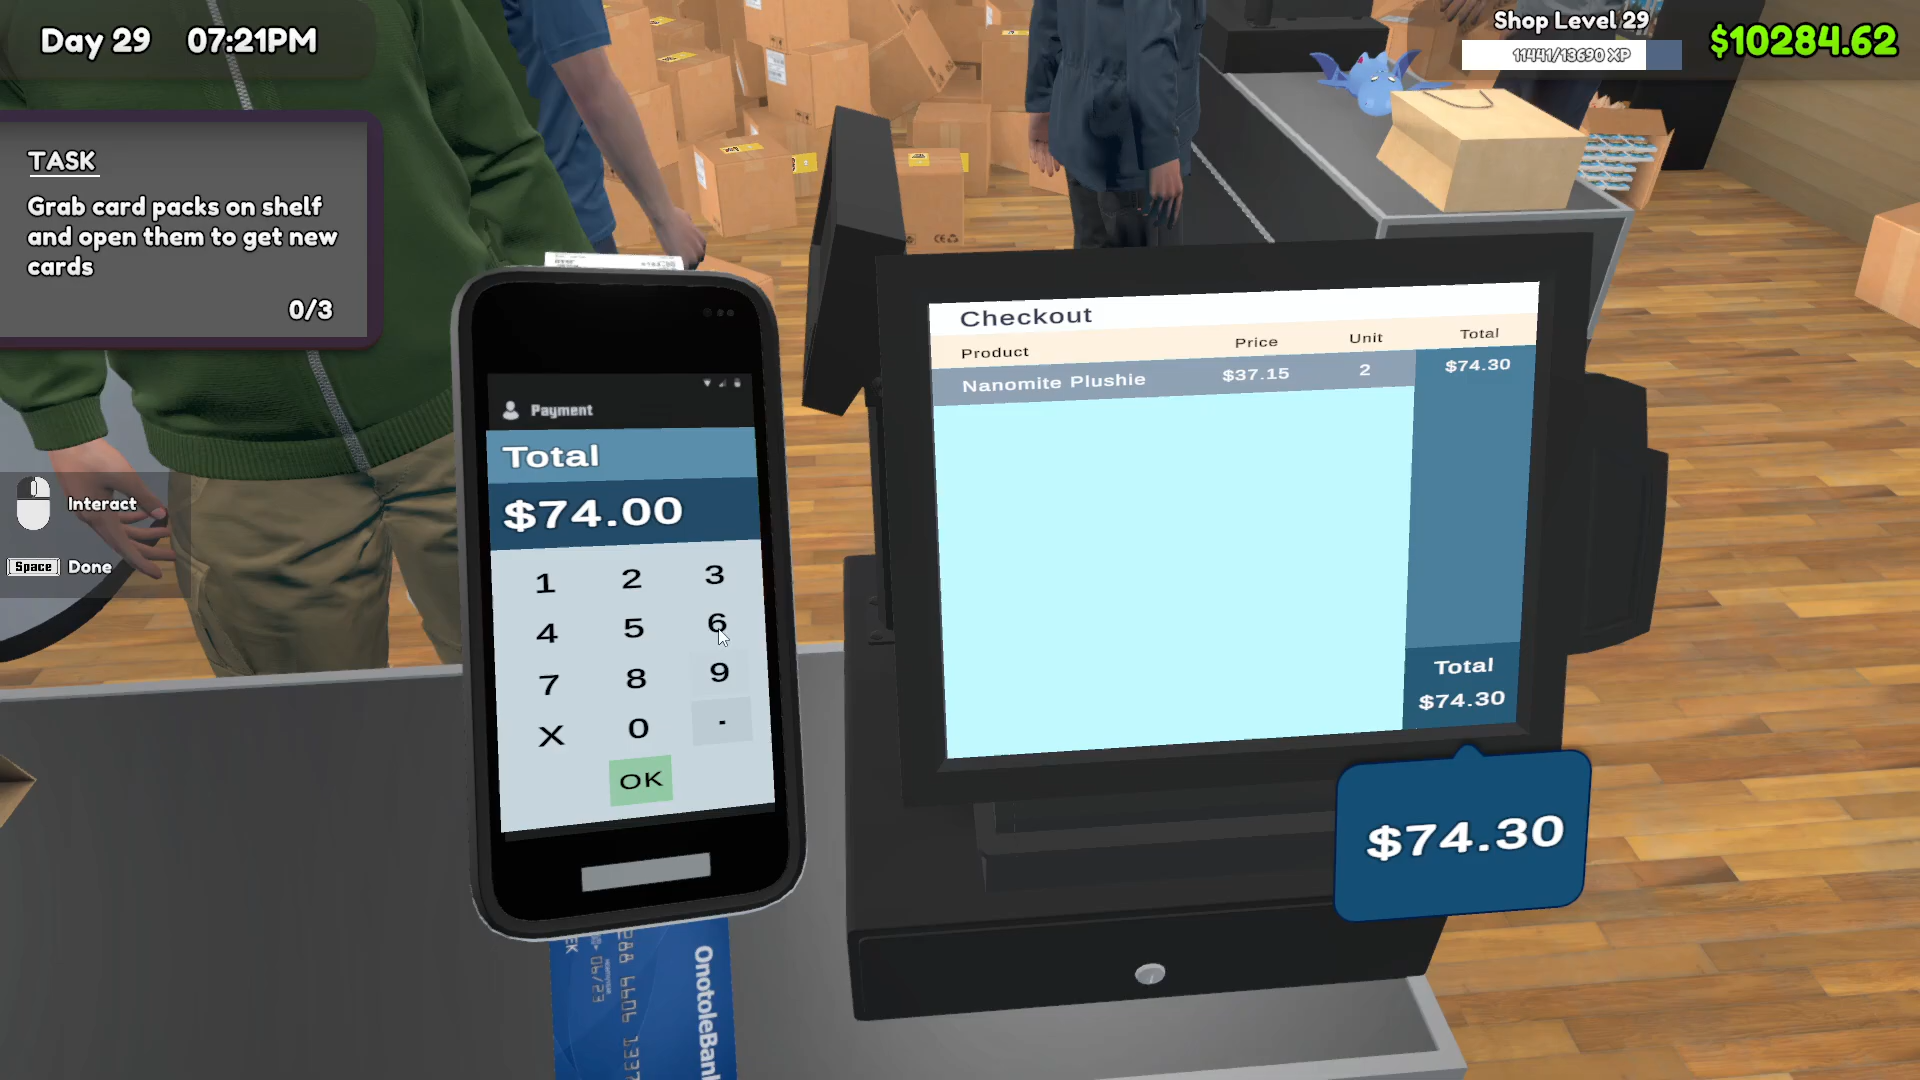 Day 29 07:21PM
Shop Level 29
11441/13690 XP
$10284.62
TASK
Grab card packs on shelf
and open them to get new
cards
0/3
Interact
Space Done
Payment
Total
$74.00
1 2 3
4 5 6
7 8 9
X 0 .
OK
Checkout
Product Price Unit Total
Nanomite Plushie $37.15 2 $74.30
Total
$74.30
$74.30
OnotoleBank
06/23